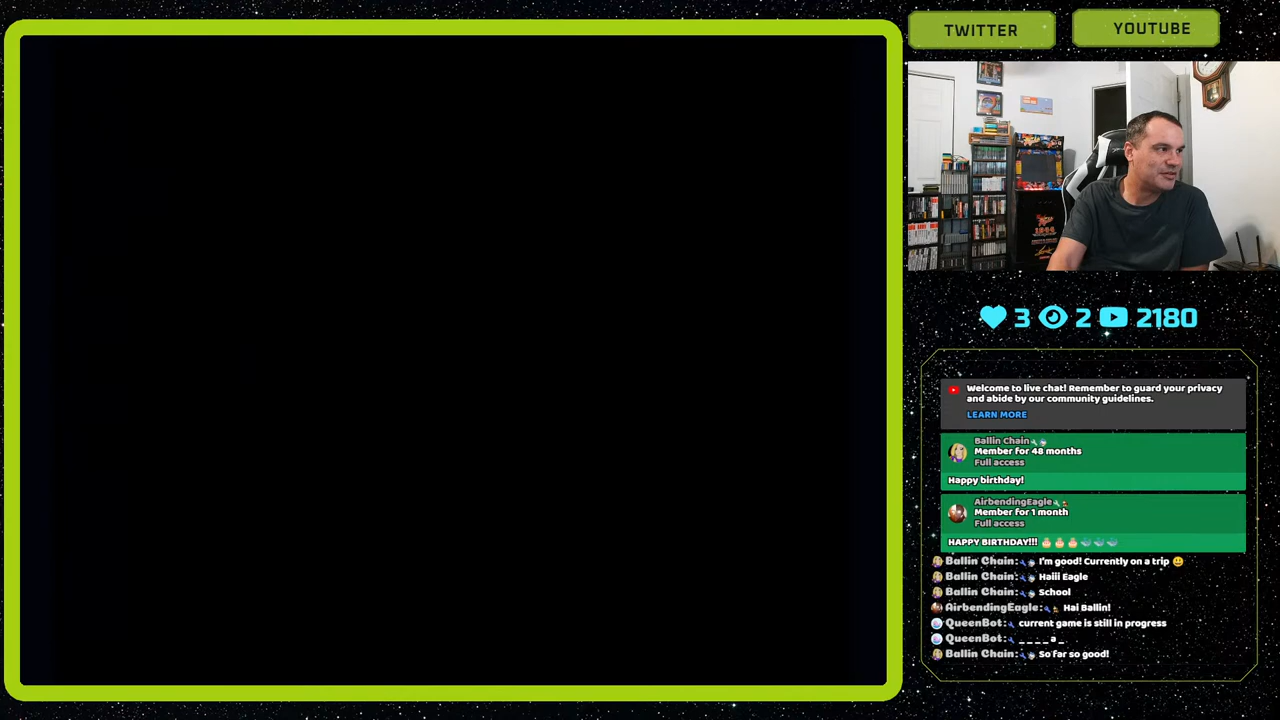 TWITTER
YOUTUBE
3 2 2180
Welcome to live chat! Remember to guard your privacy
and abide by our community guidelines.
LEARN MORE
Ballin Chain
Member for 48 months
Full access
Happy birthday!
AirbendingEagle
Member for 1 month
Full access
HAPPY BIRTHDAY!!!
Ballin Chain: I'm good! Currently on a trip
Ballin Chain: Haiii Eagle
Ballin Chain: School
AirbendingEagle: Hai Ballin!
QueenBot: current game is still in progress
QueenBot: _ _ _ _ a _
Ballin Chain: So far so good!